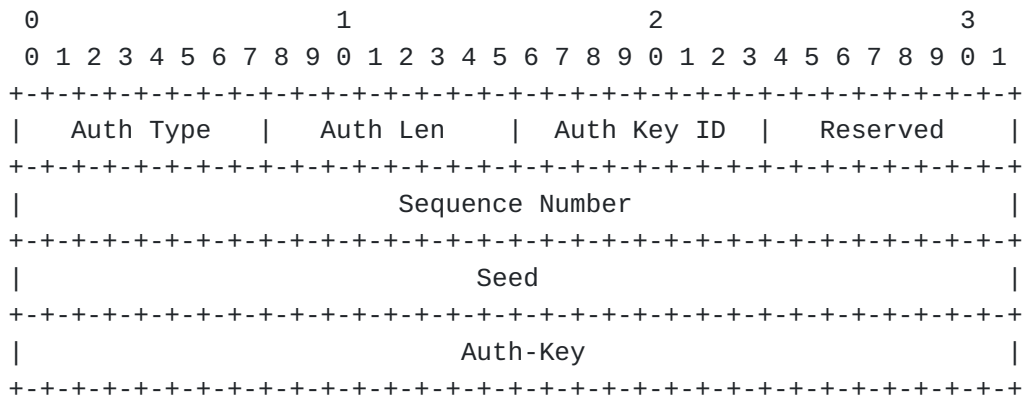 0                   1                   2                   3
 0 1 2 3 4 5 6 7 8 9 0 1 2 3 4 5 6 7 8 9 0 1 2 3 4 5 6 7 8 9 0 1
+-+-+-+-+-+-+-+-+-+-+-+-+-+-+-+-+-+-+-+-+-+-+-+-+-+-+-+-+-+-+-+-+
|   Auth Type   |   Auth Len    |  Auth Key ID  |   Reserved    |
+-+-+-+-+-+-+-+-+-+-+-+-+-+-+-+-+-+-+-+-+-+-+-+-+-+-+-+-+-+-+-+-+
|                        Sequence Number                        |
+-+-+-+-+-+-+-+-+-+-+-+-+-+-+-+-+-+-+-+-+-+-+-+-+-+-+-+-+-+-+-+-+
|                             Seed                              |
+-+-+-+-+-+-+-+-+-+-+-+-+-+-+-+-+-+-+-+-+-+-+-+-+-+-+-+-+-+-+-+-+
|                            Auth-Key                           |
+-+-+-+-+-+-+-+-+-+-+-+-+-+-+-+-+-+-+-+-+-+-+-+-+-+-+-+-+-+-+-+-+